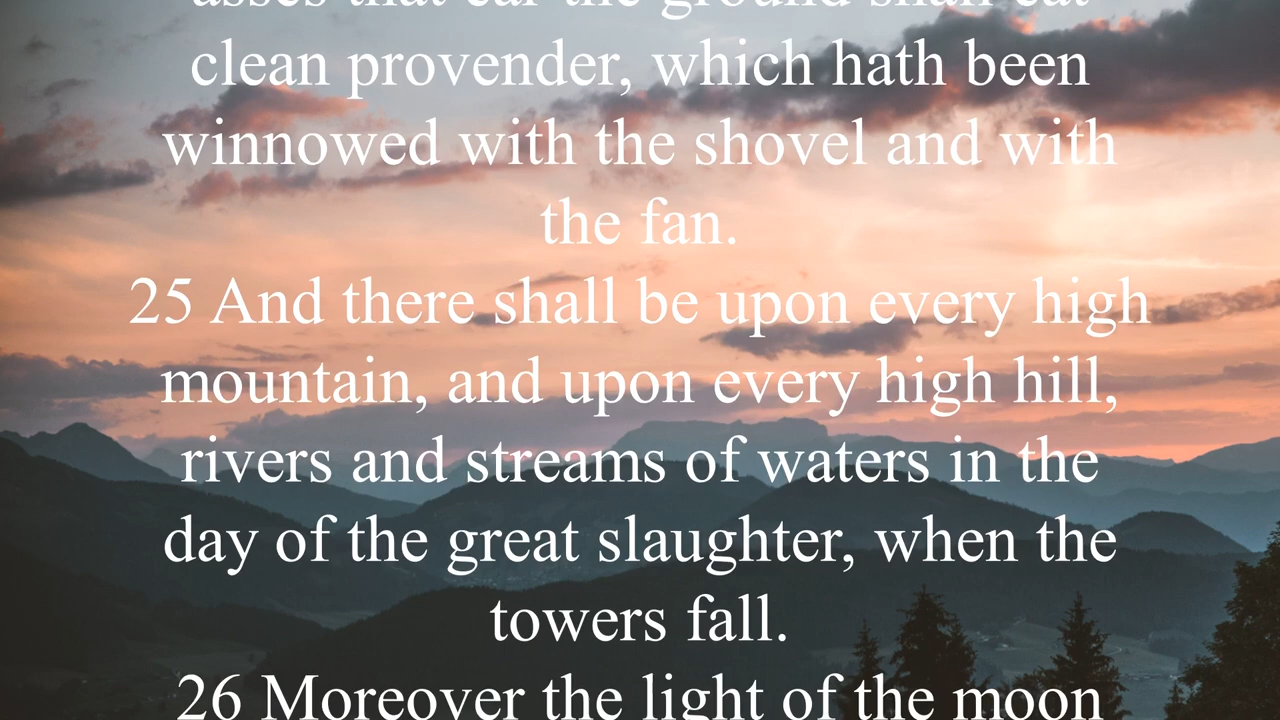 asses that ear the ground shall eat
clean provender, which hath been
winnowed with the shovel and with
the fan.
25 And there shall be upon every high
mountain, and upon every high hill,
rivers and streams of waters in the
day of the great slaughter, when the
towers fall.
26 Moreover the light of the moon